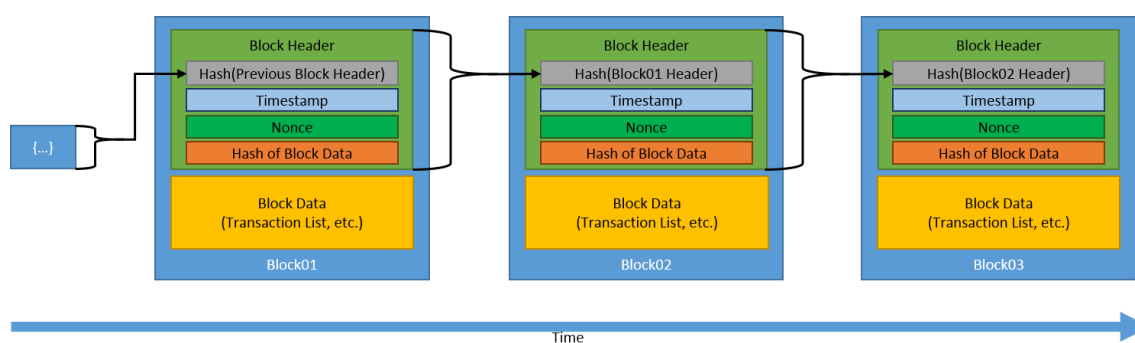 {...}
Block Header
Hash(Previous Block Header)
Timestamp
Nonce
Hash of Block Data
Block Data
(Transaction List, etc.)
Block01
Block Header
Hash(Block01 Header)
Timestamp
Nonce
Hash of Block Data
Block Data
(Transaction List, etc.)
Block02
Block Header
Hash(Block02 Header)
Timestamp
Nonce
Hash of Block Data
Block Data
(Transaction List, etc.)
Block03
Time